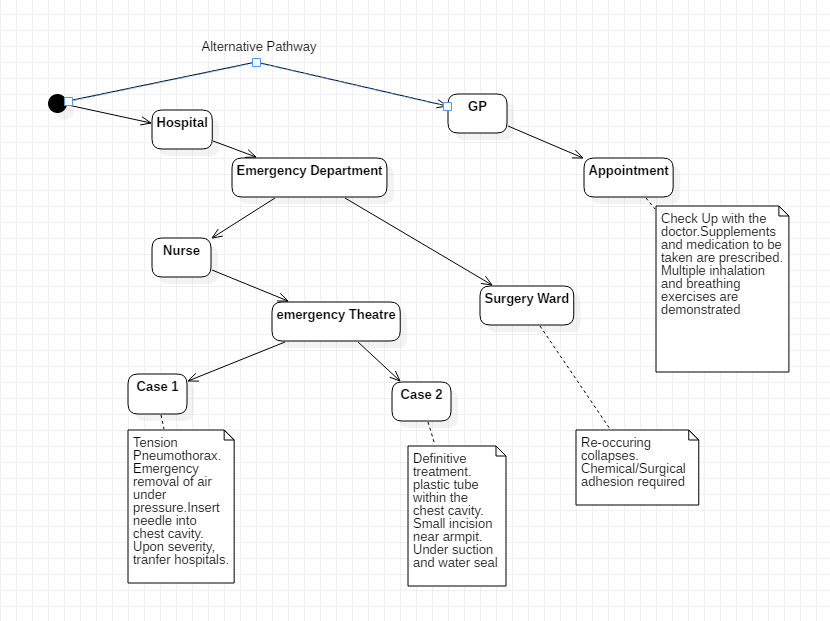 Alternative Pathway
GP
Hospital
Emergency Department
Appointment
Check Up with the
doctor.Supplements
and medication to be
taken are prescribed.
Multiple inhalation
and breathing
exercises are
demonstrated
Nurse
Surgery Ward
emergency Theatre
Case 1
Case 2
Tension
Pneumothorax.
Emergency
removal of air
under
pressure.Insert
needle into
chest cavity.
Upon severity,
tranfer hospitals.
Definitive
treatment.
plastic tube
within the
chest cavity.
Small incision
near armpit.
Under suction
and water seal
Re-occuring
collapses.
Chemical/Surgical
adhesion required